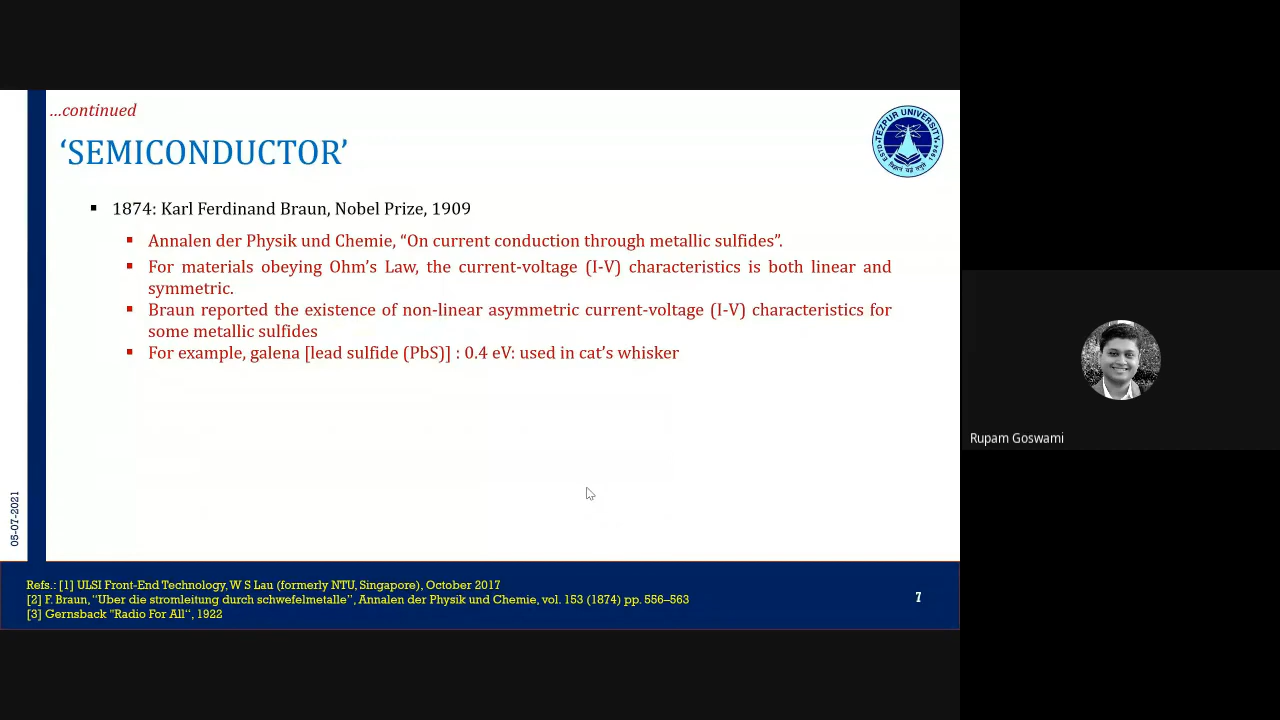 ...continued
‘SEMICONDUCTOR’
TEZPUR UNIVERSITY
▪ 1874: Karl Ferdinand Braun, Nobel Prize, 1909
▪ Annalen der Physik und Chemie, “On current conduction through metallic sulfides”.
▪ For materials obeying Ohm’s Law, the current-voltage (I-V) characteristics is both linear and
symmetric.
▪ Braun reported the existence of non-linear asymmetric current-voltage (I-V) characteristics for
some metallic sulfides
▪ For example, galena [lead sulfide (PbS)] : 0.4 eV: used in cat’s whisker
Rupam Goswami
05-07-2021
Refs.: [1] ULSI Front-End Technology, W S Lau (formerly NTU, Singapore), October 2017
[2] F. Braun, “Uber die stromleitung durch schwefelmetalle”, Annalen der Physik und Chemie, vol. 153 (1874) pp. 556–563
[3] Gernsback “Radio For All“, 1922
7